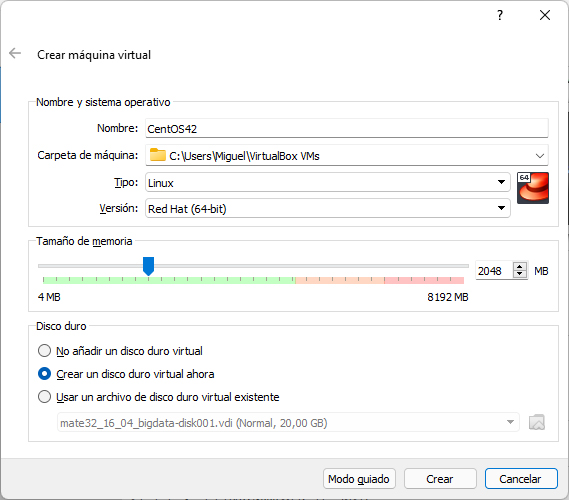 ?
Crear máquina virtual
Nombre y sistema operativo
Nombre: CentOS42
Carpeta de máquina: C:\Users\Miguel\VirtualBox VMs
Tipo: Linux
64
Versión: Red Hat (64-bit)
Tamaño de memoria
2048 MB
4 MB 8192 MB
Disco duro
No añadir un disco duro virtual
Crear un disco duro virtual ahora
Usar un archivo de disco duro virtual existente
mate32_16_04_bigdata-disk001.vdi (Normal, 20,00 GB)
Modo guiado Crear Cancelar